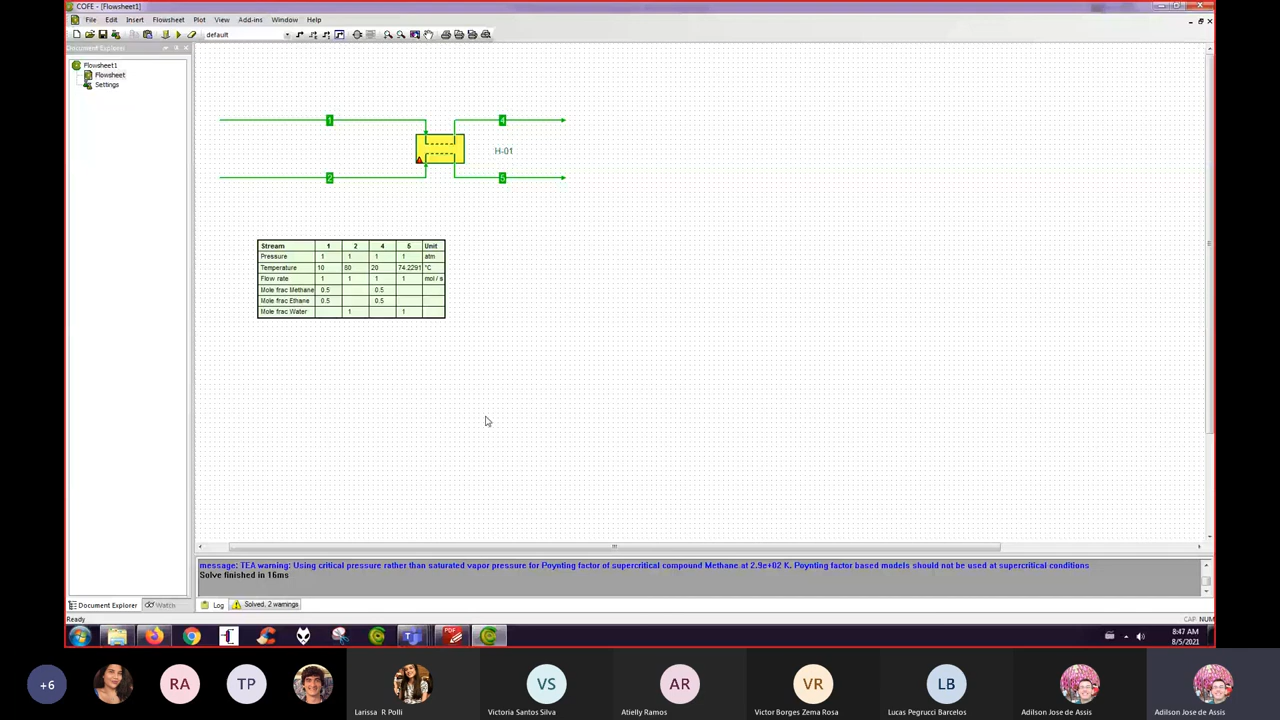 COFE - [Flowsheet1]
File Edit Insert Flowsheet Plot View Add-ins Window Help
default
Document Explorer
Flowsheet1
Flowsheet
Settings
1 4
H-01
2 5
Stream 1 2 4 5 Unit
Pressure 1 1 1 1 atm
Temperature 10 80 20 74.2291 °C
Flow rate 1 1 1 1 mol / s
Mole frac Methane 0.5 0.5
Mole frac Ethane 0.5 0.5
Mole frac Water 1 1
message: TEA warning: Using critical pressure rather than saturated vapor pressure for Poynting factor of supercritical compound Methane at 2.9e+02 K. Poynting factor based models should not be used at supercritical conditions
Solve finished in 16ms
Document Explorer Watch Log Solved, 2 warnings
Ready CAP NUM
8:47 AM
8/5/2021
+6 RA TP VS AR VR LB
Larissa R Polli Victoria Santos Silva Atielly Ramos Victor Borges Zema Rosa Lucas Pegrucci Barcelos Adilson Jose de Assis Adilson Jose de Assis